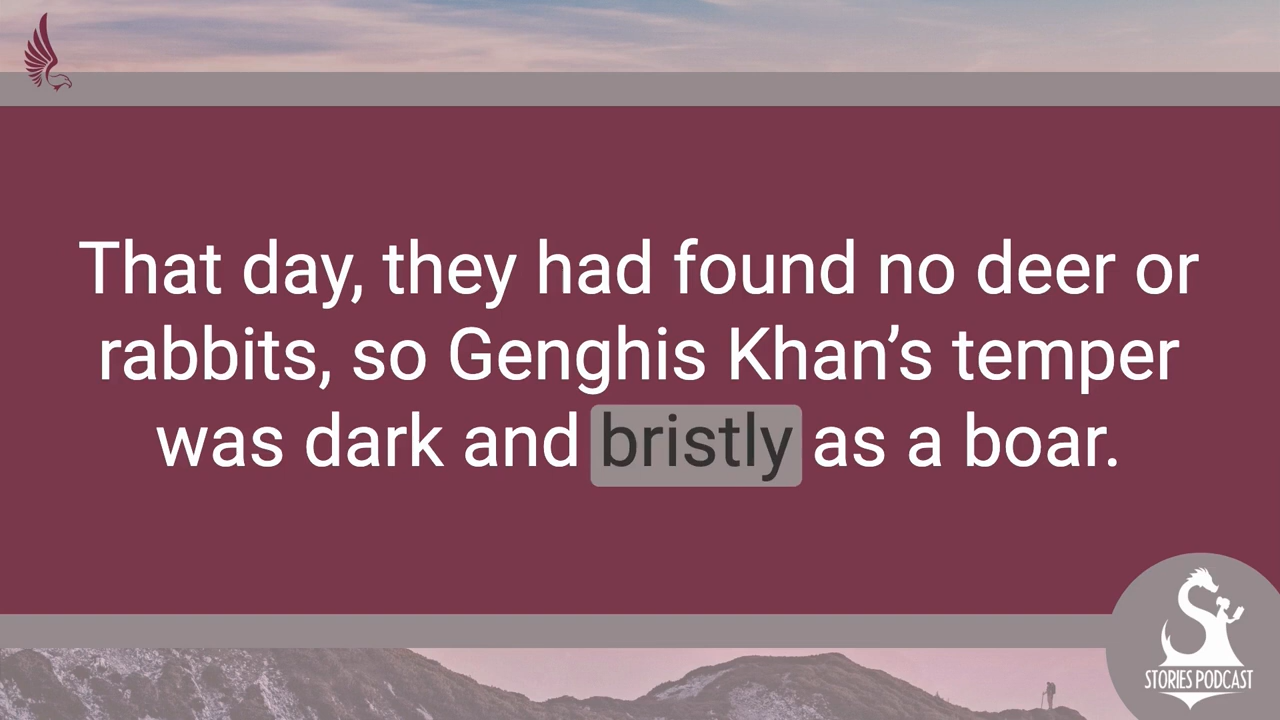 That day, they had found no deer or
rabbits, so Genghis Khan’s temper
was dark and bristly as a boar.
STORIES PODCAST